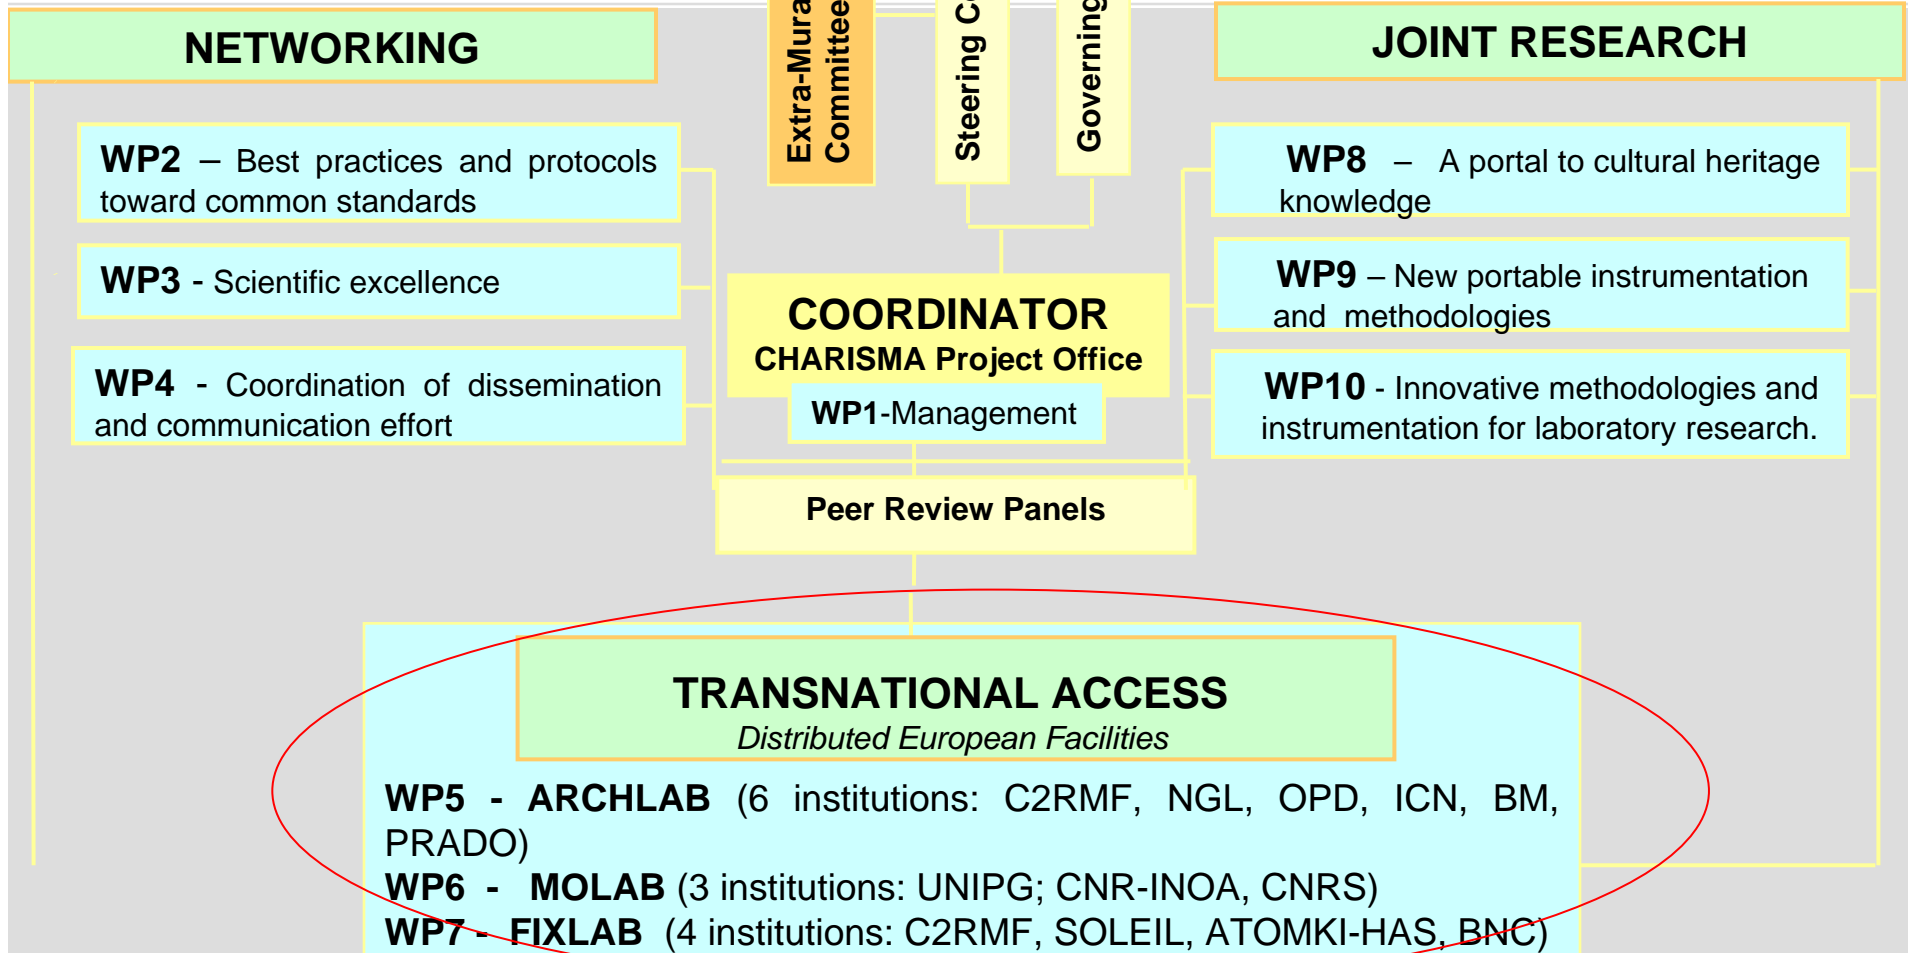 NETWORKING
WP2 – Best practices and protocols
toward common standards
WP3 - Scientific excellence
WP4 - Coordination of dissemination
and communication effort
Committee
Steering
Governing
COORDINATOR
CHARISMA Project Office
WP1-Management
Peer Review Panels
JOINT RESEARCH
WP8 – A portal to cultural heritage
knowledge
WP9 – New portable instrumentation
and methodologies
WP10 - Innovative methodologies and
instrumentation for laboratory research.
TRANSNATIONAL ACCESS
Distributed European Facilities
WP5 - ARCHLAB (6 institutions: C2RMF, NGL, OPD, ICN, BM,
PRADO)
WP6 - MOLAB (3 institutions: UNIPG; CNR-INOA, CNRS)
WP7 - FIXLAB (4 institutions: C2RMF, SOLEIL, ATOMKI-HAS, BNC)